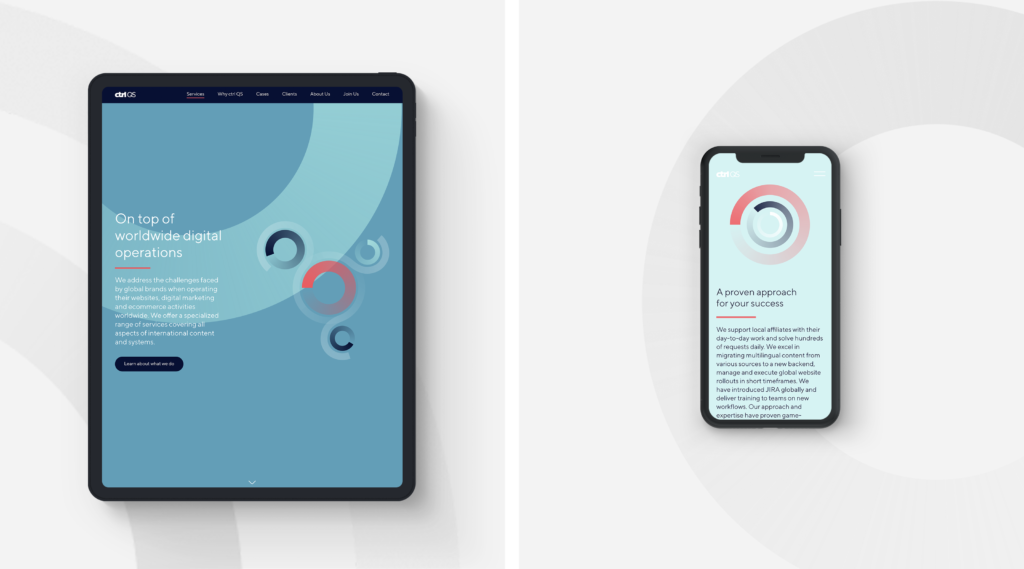 ctrl QS
Services Why ctrl QS Cases Clients About Us Join Us Contact
On top of
worldwide digital
operations
We address the challenges faced
by global brands when operating
their websites, digital marketing
and ecommerce activities
worldwide. We offer a specialized
range of services covering all
aspects of international content
and systems.
Learn about what we do
ctrl QS
A proven approach
for your success
We support local affiliates with their
day-to-day work and solve hundreds
of requests daily. We excel in
migrating multilingual content from
various sources to a new backend,
manage and execute global website
rollouts in short timeframes. We
have introduced JIRA globally and
deliver training to teams on new
workflows. Our approach and
expertise have proven game-